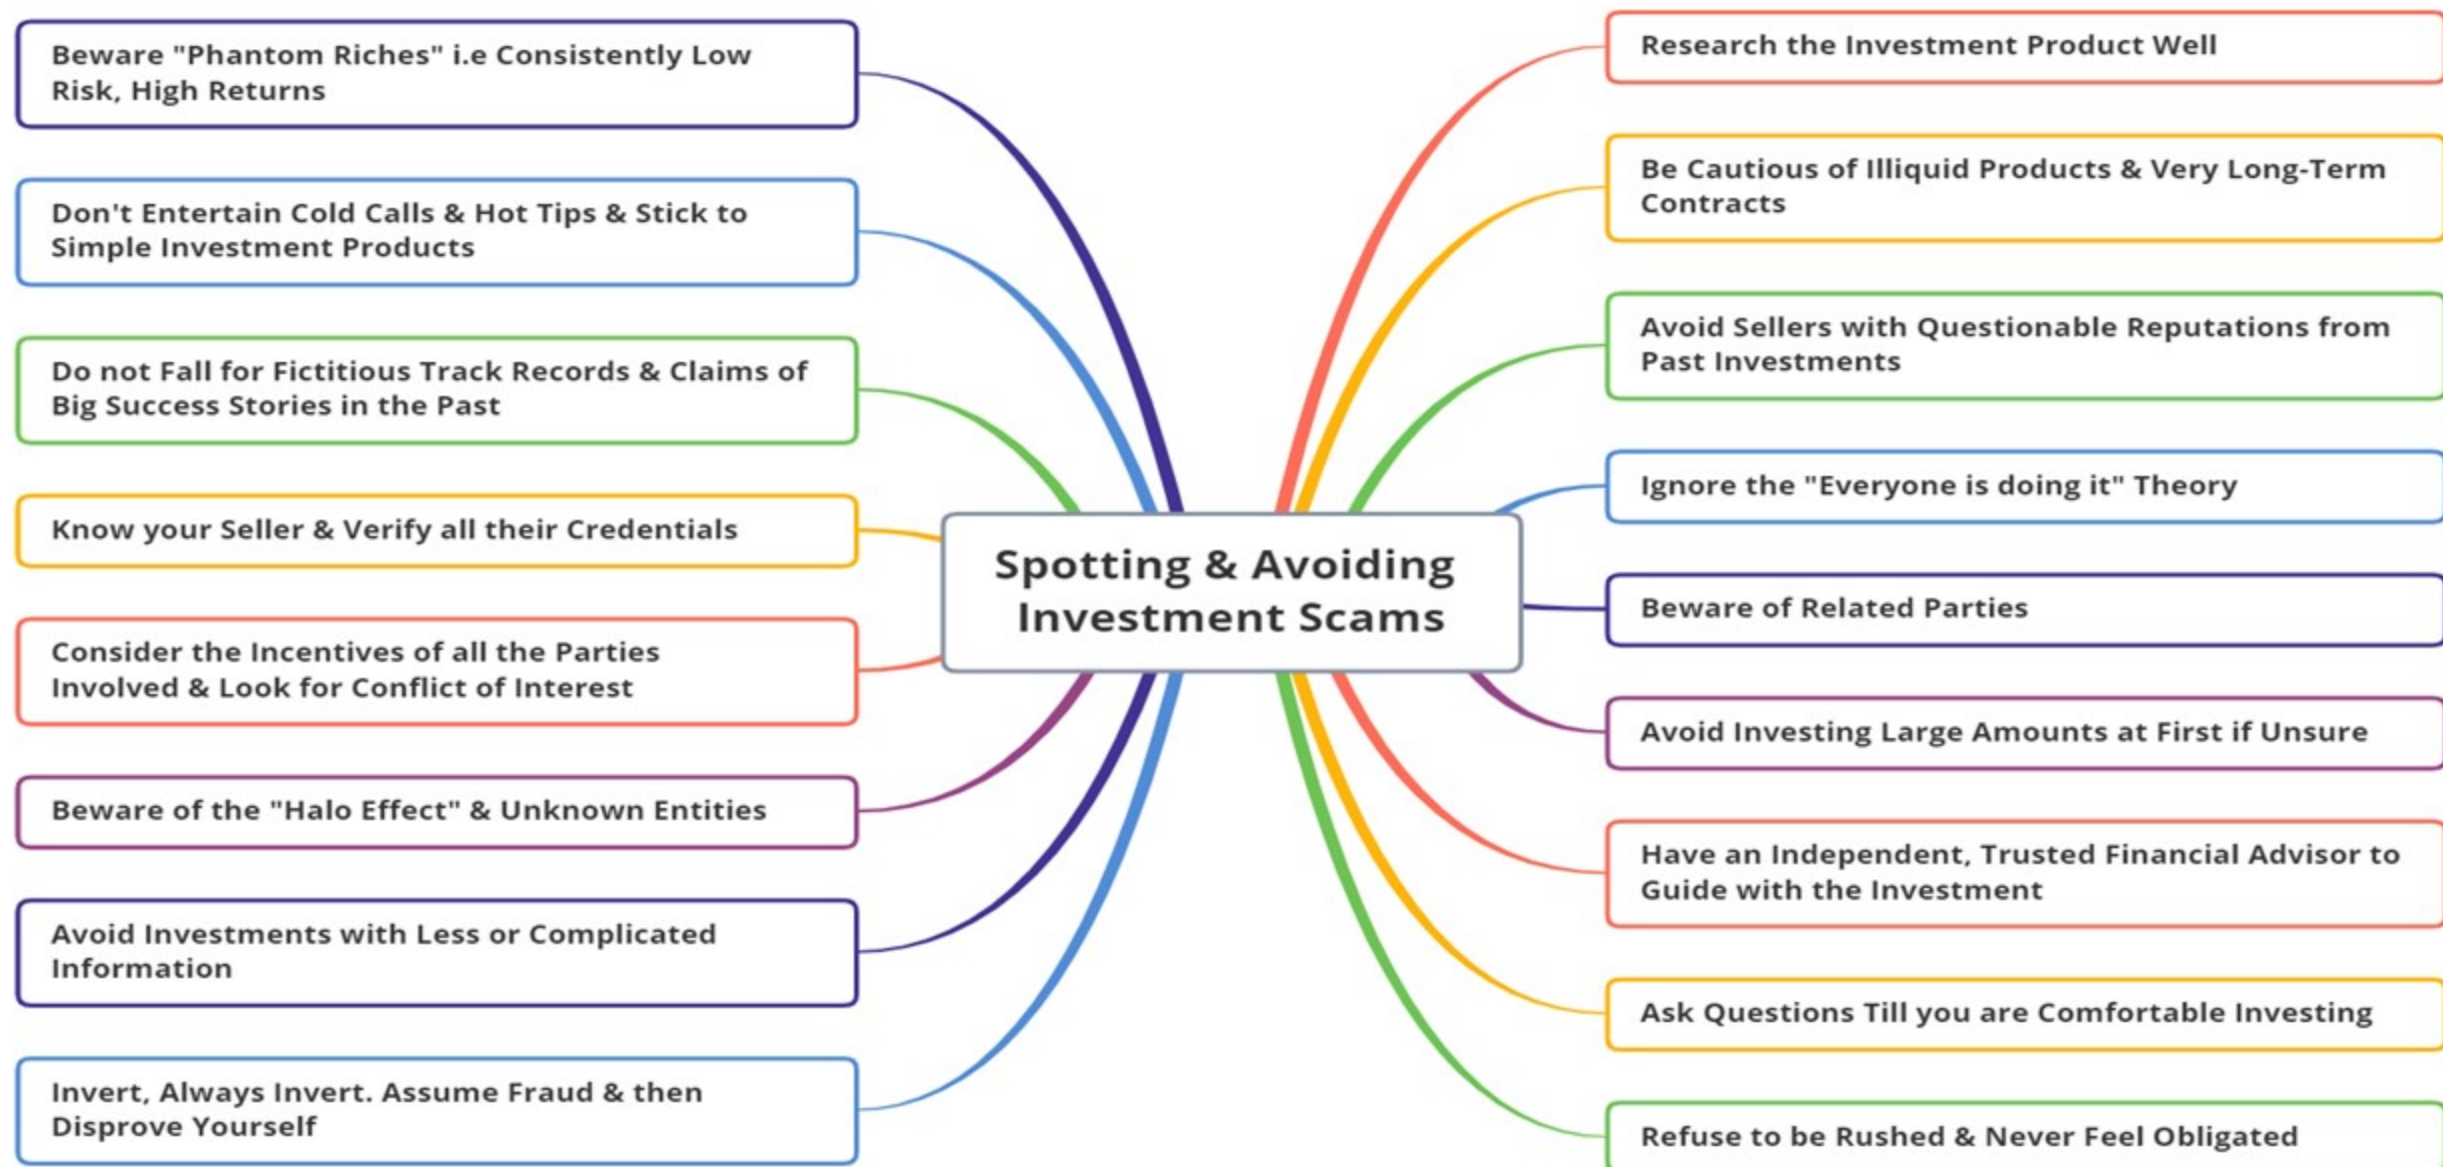 Beware "Phantom Riches" i.e Consistently Low
Risk, High Returns
Don't Entertain Cold Calls & Hot Tips & Stick to
Simple Investment Products
Do not Fall for Fictitious Track Records & Claims of
Big Success Stories in the Past
Know your Seller & Verify all their Credentials
Consider the Incentives of all the Parties
Involved & Look for Conflict of Interest
Beware of the "Halo Effect" & Unknown Entities
Avoid Investments with Less or Complicated
Information
Invert, Always Invert. Assume Fraud & then
Disprove Yourself
Spotting & Avoiding
Investment Scams
Research the Investment Product Well
Be Cautious of Illiquid Products & Very Long-Term
Contracts
Avoid Sellers with Questionable Reputations from
Past Investments
Ignore the "Everyone is doing it" Theory
Beware of Related Parties
Avoid Investing Large Amounts at First if Unsure
Have an Independent, Trusted Financial Advisor to
Guide with the Investment
Ask Questions Till you are Comfortable Investing
Refuse to be Rushed & Never Feel Obligated